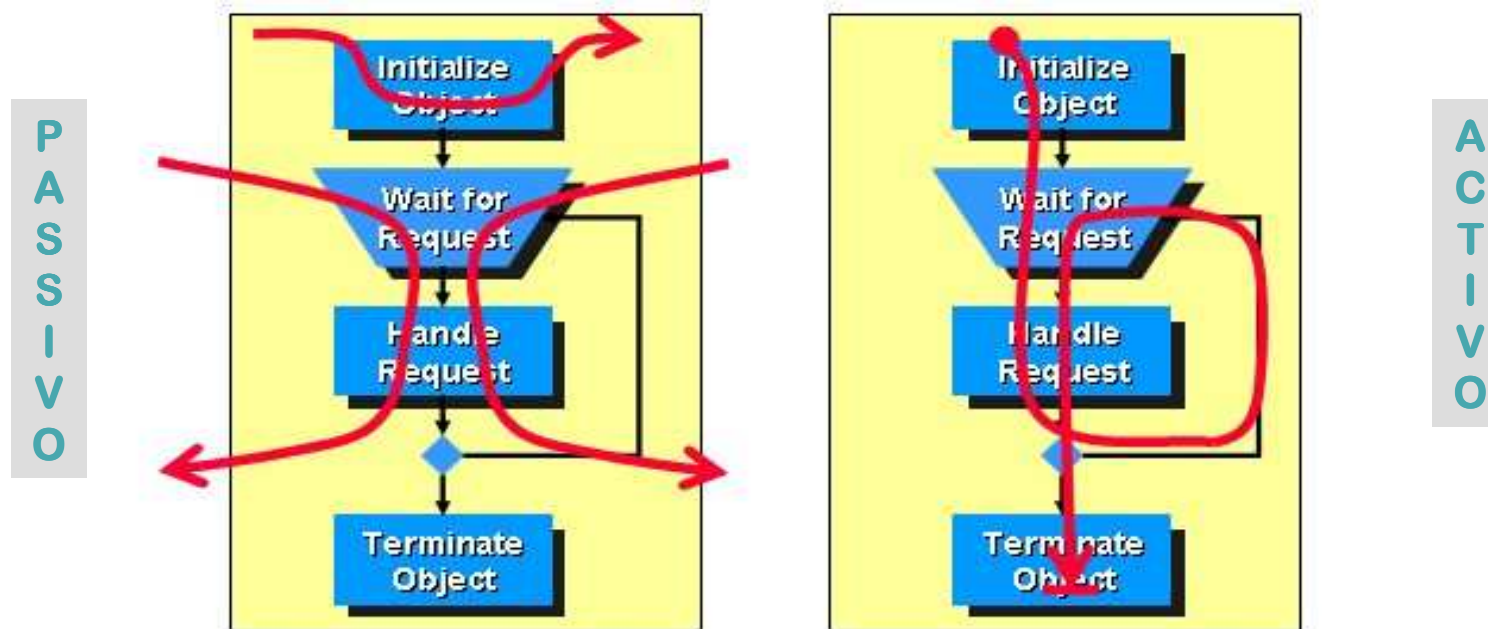 PASSIVO
Initialize
Object
Wait for
Request
Handle
Request
Terminate
Object
Initialize
Object
Wait for
Request
Handle
Request
Terminate
Object
ACTIVO